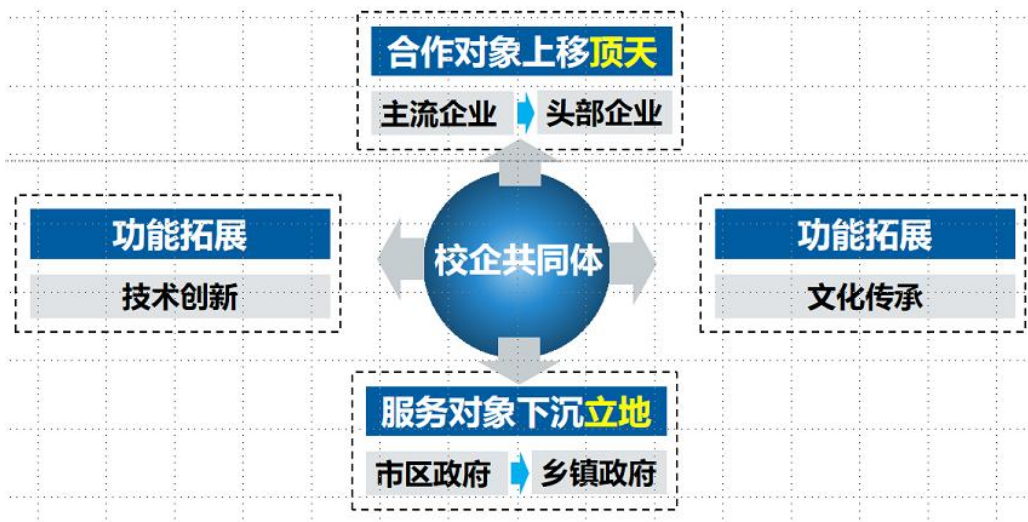 合作对象上移顶天
主流企业 头部企业
功能拓展
技术创新
校企共同体
功能拓展
文化传承
服务对象下沉立地
市区政府 乡镇政府